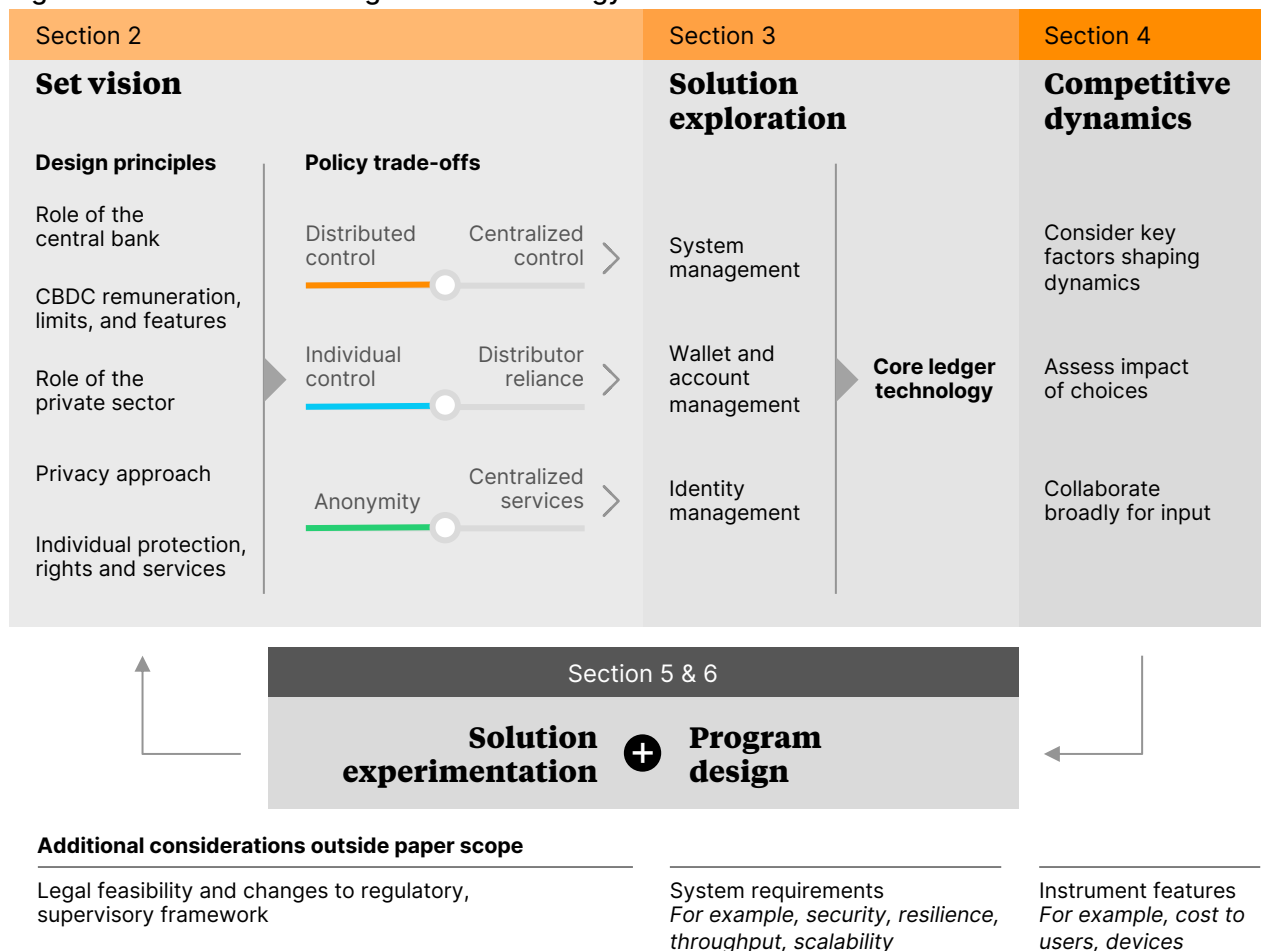 Section 2
Set vision
Design principles
Role of the
central bank
CBDC remuneration,
limits, and features
Role of the
private sector
Privacy approach
Individual protection,
rights and services
Policy trade-offs
Distributed
control
Centralized
control
Individual
control
Distributor
reliance
Anonymity
Centralized
services
Section 3
Solution
exploration
System
management
Wallet and
account
management
Identity
management
Core ledger
technology
Section 4
Competitive
dynamics
Consider key
factors shaping
dynamics
Assess impact
of choices
Collaborate
broadly for input
Section 5 & 6
Solution
experimentation
+
Program
design
Additional considerations outside paper scope
Legal feasibility and changes to regulatory,
supervisory framework
System requirements
For example, security, resilience,
throughput, scalability
Instrument features
For example, cost to
users, devices